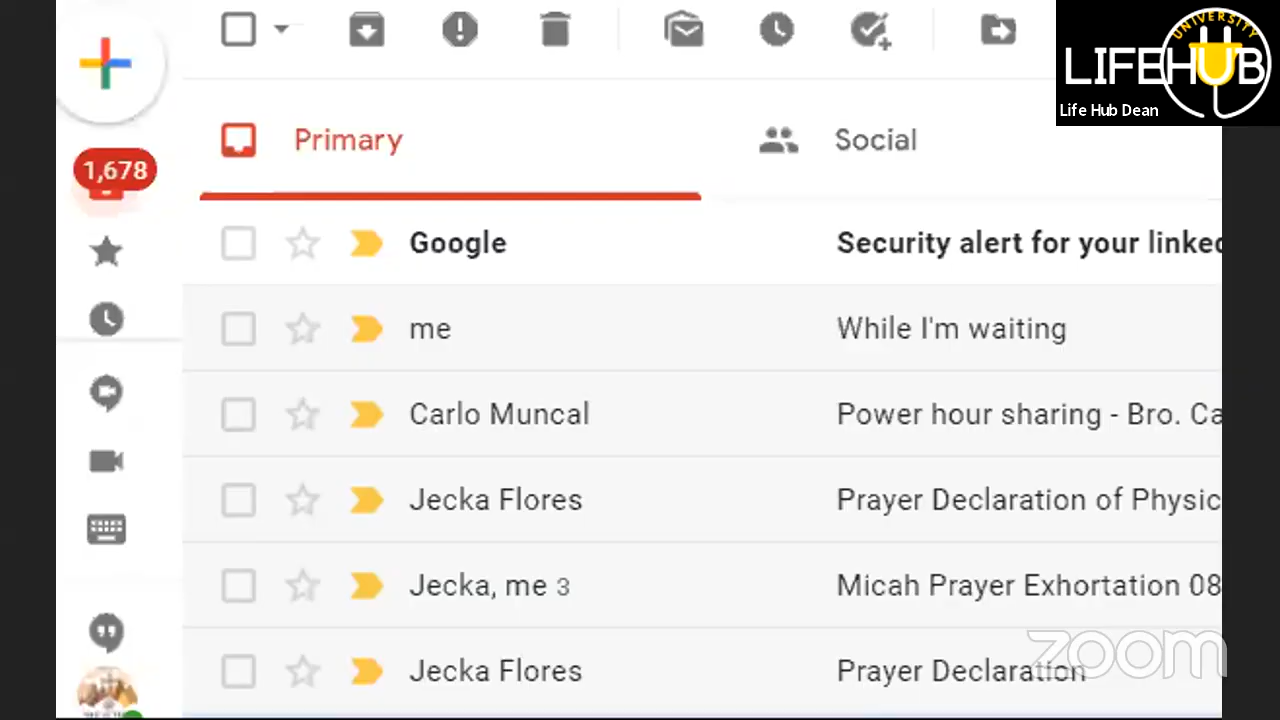 UNIVERSITY
LIFEHUB
Life Hub Dean
Primary
Social
1,678
Google Security alert for your linked
me While I'm waiting
Carlo Muncal Power hour sharing - Bro. Ca
Jecka Flores Prayer Declaration of Physic
Jecka, me 3 Micah Prayer Exhortation 08
Jecka Flores Prayer Declaration
zoom